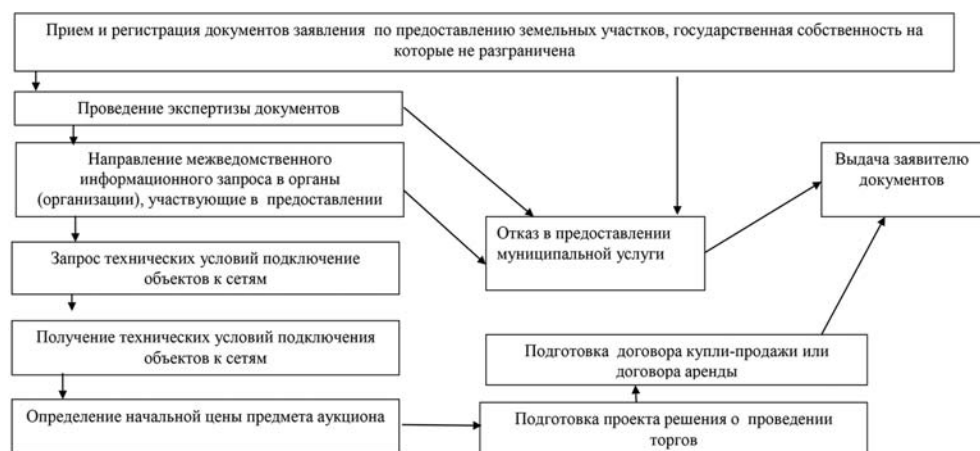 Прием и регистрация документов заявления по предоставлению земельных участков, государственная собственность на
которые не разграничена
Проведение экспертизы документов
Направление межведомственного
информационного запроса в органы
(организации), участвующие в предоставлении
Выдача заявителю
документов
Отказ в предоставлении
муниципальной услуги
Запрос технических условий подключение
объектов к сетям
Получение технических условий подключения
объектов к сетям
Подготовка договора купли-продажи или
договора аренды
Определение начальной цены предмета аукциона
Подготовка проекта решения о проведении
торгов